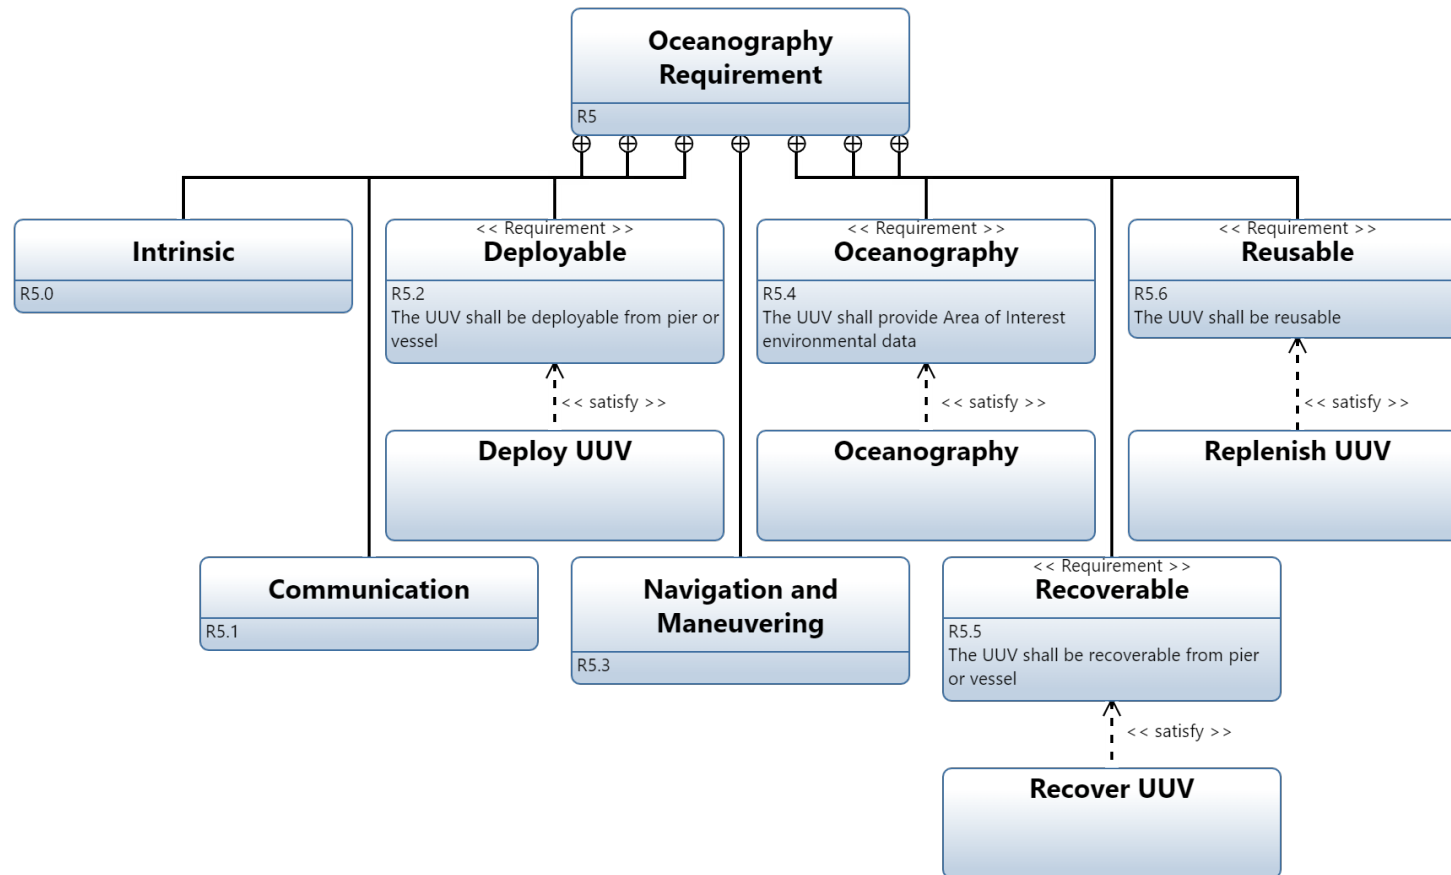 Oceanography
Requirement
R5
Intrinsic
R5.0
<< Requirement >>
Deployable
R5.2
The UUV shall be deployable from pier or
vessel
<< Requirement >>
Oceanography
R5.4
The UUV shall provide Area of Interest
environmental data
<< Requirement >>
Reusable
R5.6
The UUV shall be reusable
<< satisfy >>
<< satisfy >>
<< satisfy >>
Deploy UUV
Oceanography
Replenish UUV
Communication
R5.1
Navigation and
Maneuvering
R5.3
<< Requirement >>
Recoverable
R5.5
The UUV shall be recoverable from pier
or vessel
<< satisfy >>
Recover UUV